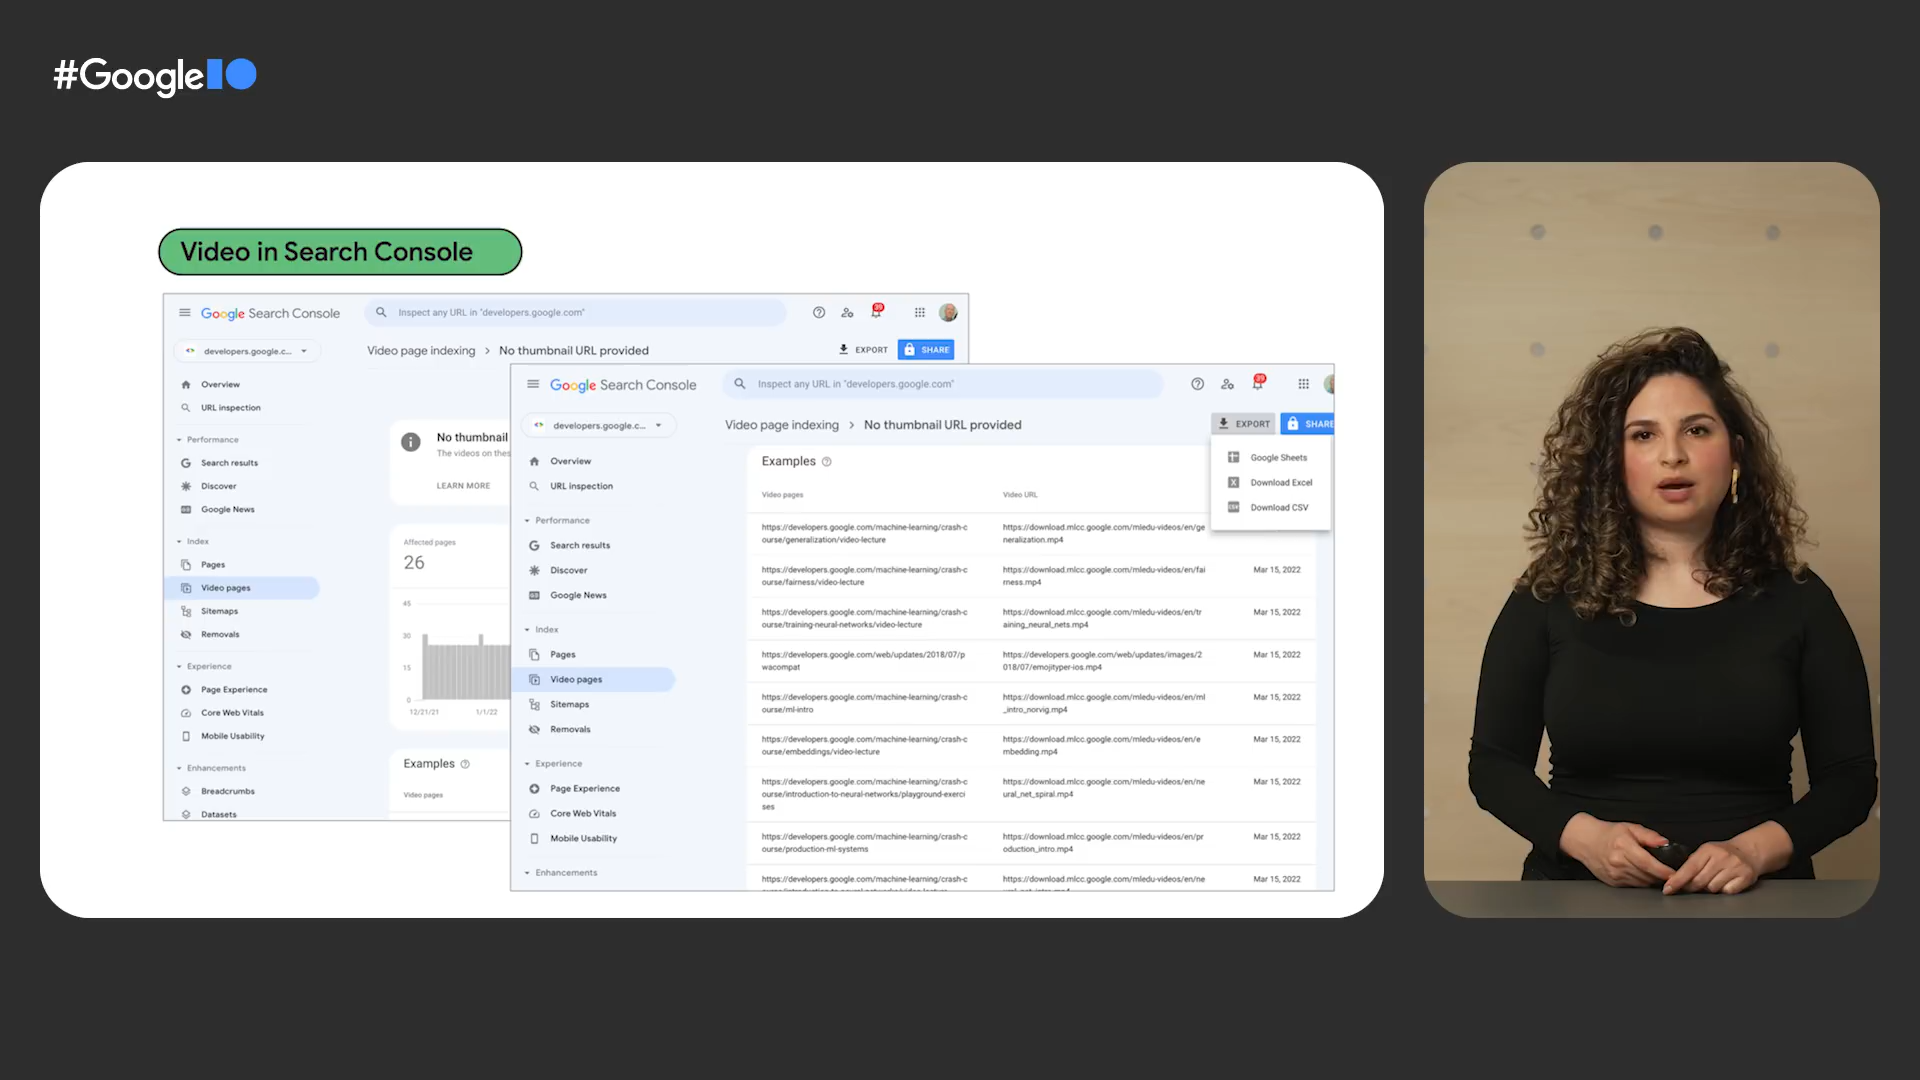 #GoogleIO
Video in Search Console
Google Search Console
Inspect any URL in "developers.google.com"
39
developers.google.c...
Video page indexing > No thumbnail URL provided
EXPORT
SHARE
Overview
URL inspection
Performance
Search results
Discover
Google News
Index
Pages
Video pages
Sitemaps
Removals
Experience
Page Experience
Core Web Vitals
Mobile Usability
Enhancements
Breadcrumbs
Datasets
No thumbnail
The videos on thes
LEARN MORE
Affected pages
26
45
30
15
0
12/21/21
1/1/22
Examples
Video pages
Google Search Console
Inspect any URL in "developers.google.com"
39
developers.google.c...
Video page indexing > No thumbnail URL provided
EXPORT
SHARE
Google Sheets
Download Excel
Download CSV
Overview
URL inspection
Performance
Search results
Discover
Google News
Index
Pages
Video pages
Sitemaps
Removals
Experience
Page Experience
Core Web Vitals
Mobile Usability
Enhancements
Examples
Video pages
Video URL
https://developers.google.com/machine-learning/crash-c
ourse/generalization/video-lecture
https://download.mlcc.google.com/mledu-videos/en/ge
neralization.mp4
https://developers.google.com/machine-learning/crash-c
ourse/fairness/video-lecture
https://download.mlcc.google.com/mledu-videos/en/fai
rness.mp4
Mar 15, 2022
https://developers.google.com/machine-learning/crash-c
ourse/training-neural-networks/video-lecture
https://download.mlcc.google.com/mledu-videos/en/tr
aining_neural_nets.mp4
Mar 15, 2022
https://developers.google.com/web/updates/2018/07/p
wacompat
https://developers.google.com/web/updates/images/2
018/07/emojityper-ios.mp4
Mar 15, 2022
https://developers.google.com/machine-learning/crash-c
ourse/ml-intro
https://download.mlcc.google.com/mledu-videos/en/ml
_intro_norvig.mp4
Mar 15, 2022
https://developers.google.com/machine-learning/crash-c
ourse/embeddings/video-lecture
https://download.mlcc.google.com/mledu-videos/en/e
mbedding.mp4
Mar 15, 2022
https://developers.google.com/machine-learning/crash-c
ourse/introduction-to-neural-networks/playground-exerci
ses
https://download.mlcc.google.com/mledu-videos/en/ne
ural_net_spiral.mp4
Mar 15, 2022
https://developers.google.com/machine-learning/crash-c
ourse/production-ml-systems
https://download.mlcc.google.com/mledu-videos/en/pr
oduction_intro.mp4
Mar 15, 2022
https://developers.google.com/machine-learning/crash-c
https://download.mlcc.google.com/mledu-videos/en/ne
Mar 15, 2022